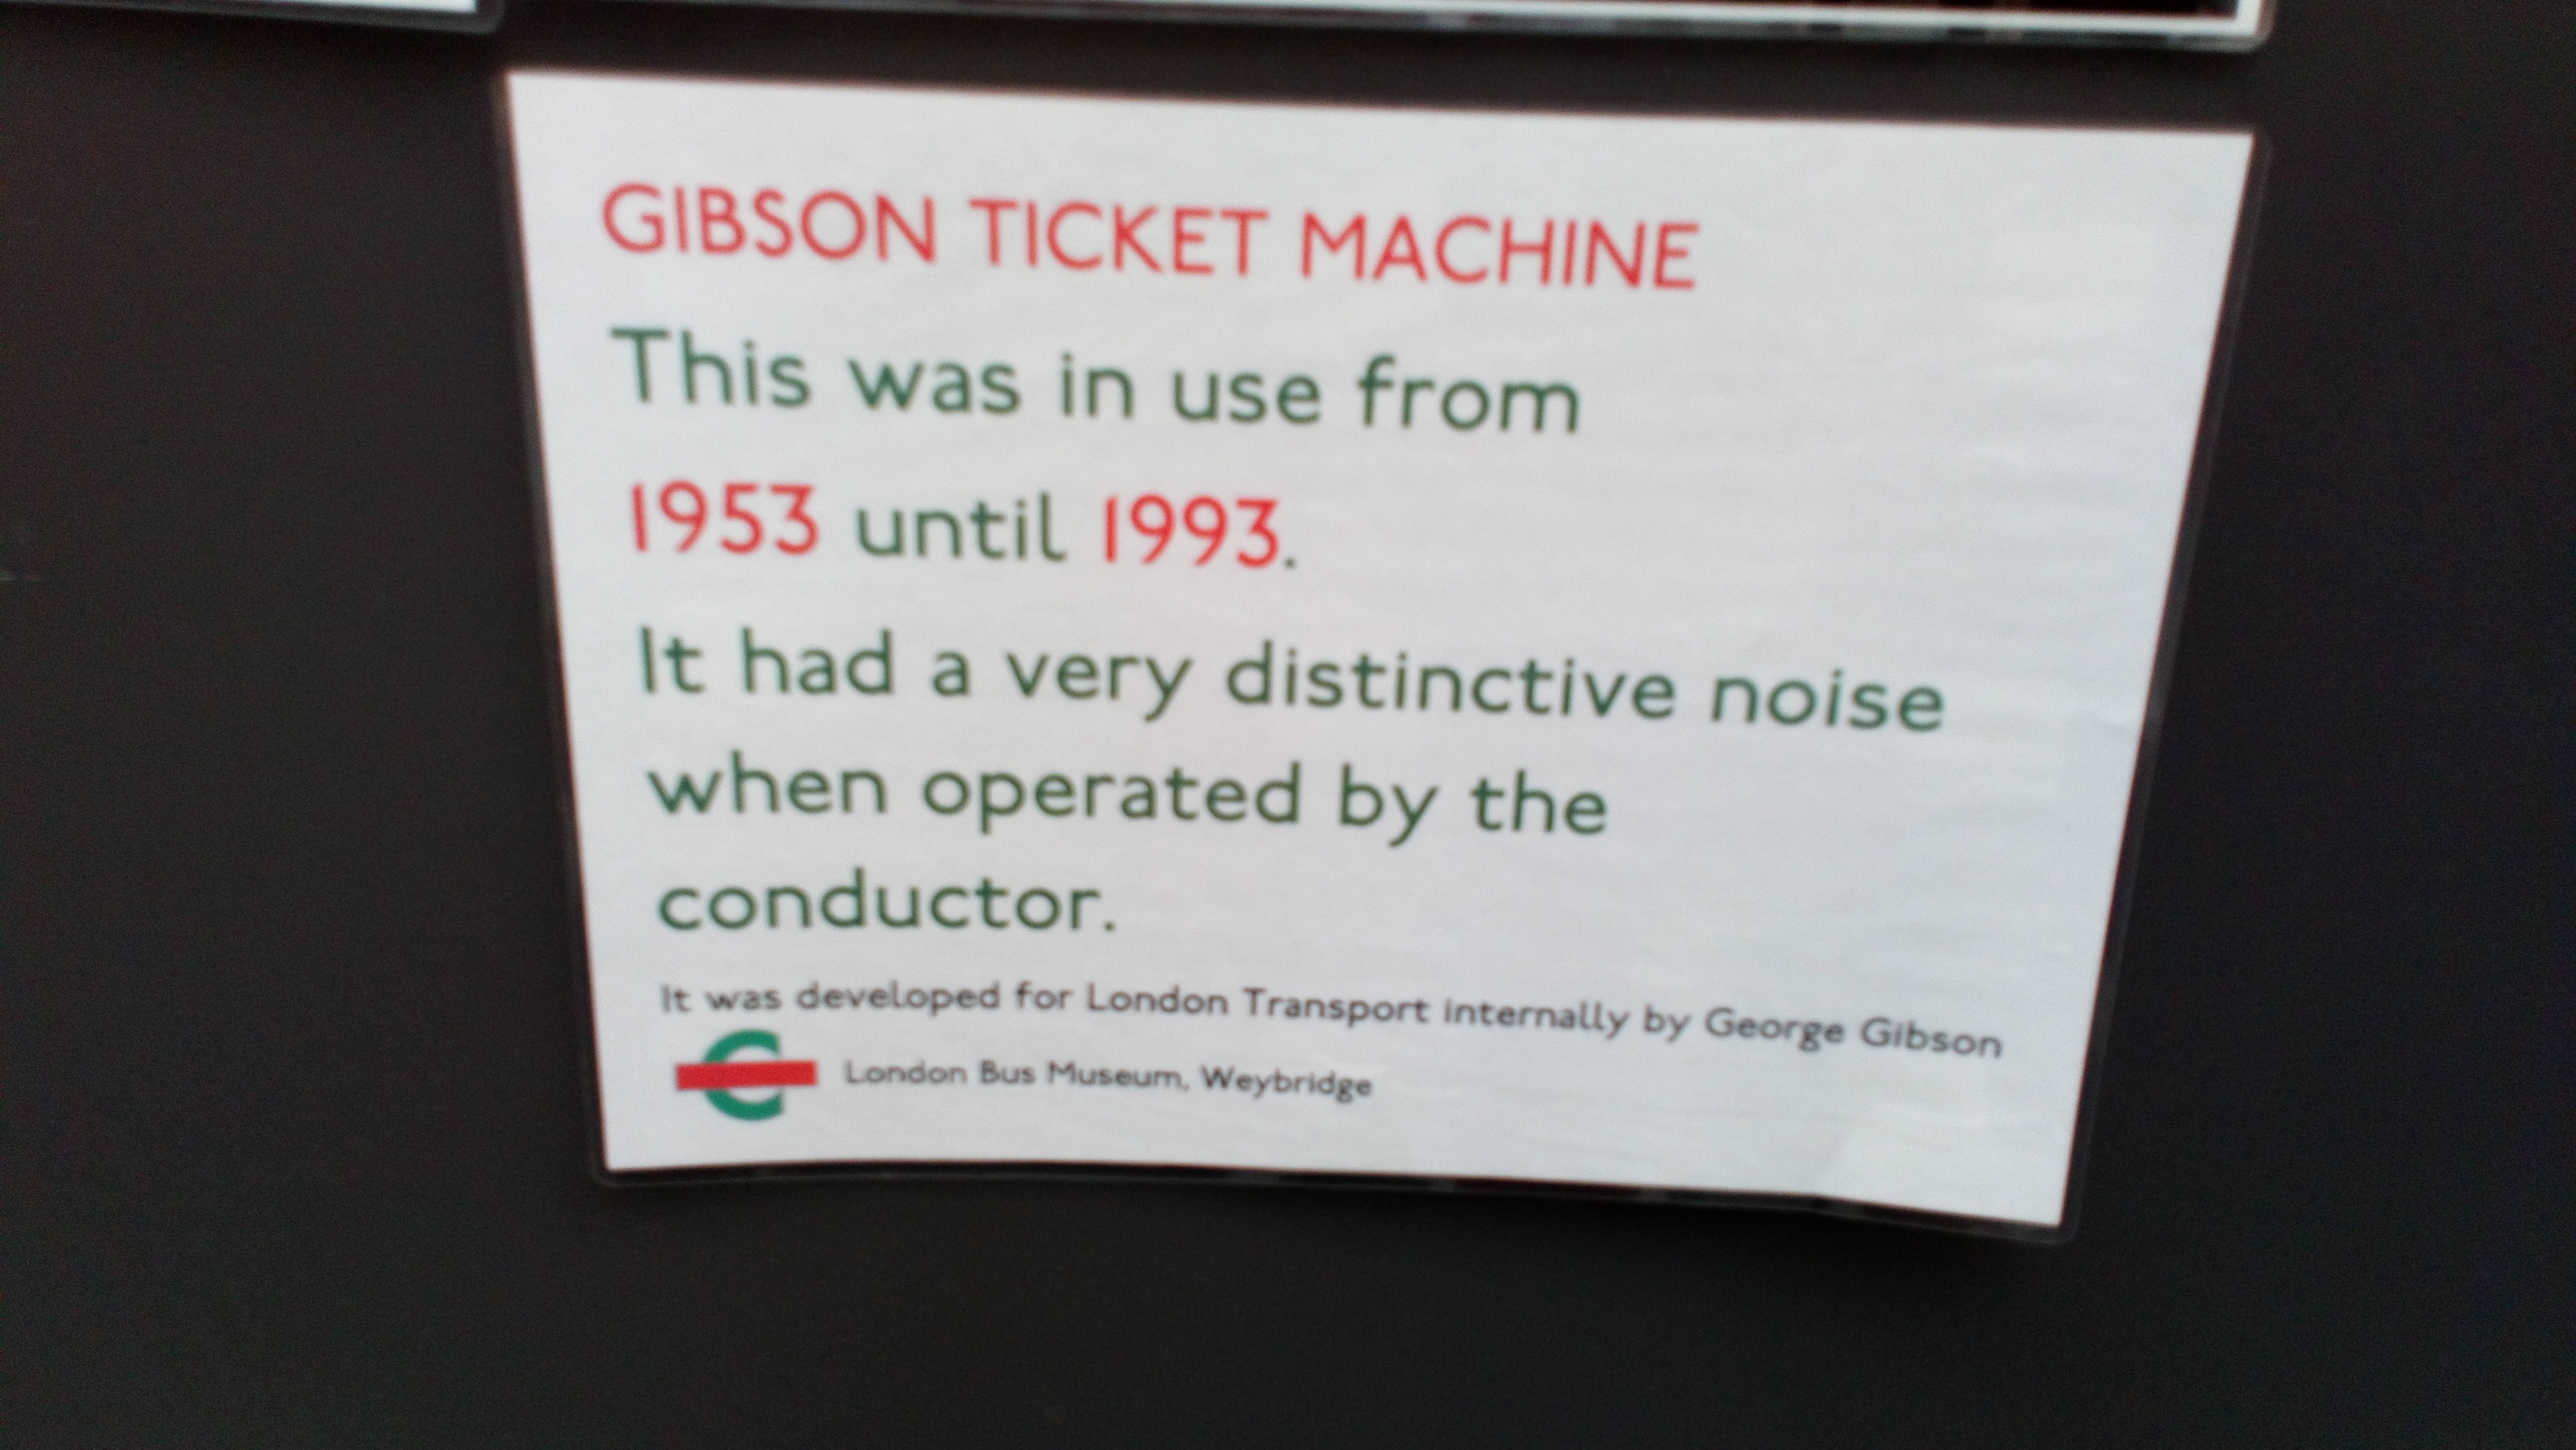 GIBSON TICKET MACHINE
This was in use from
1953 until 1993.
It had a very distinctive noise
when operated by the
conductor.
It was developed for London Transport internally by George Gibson
London Bus Museum, Weybridge